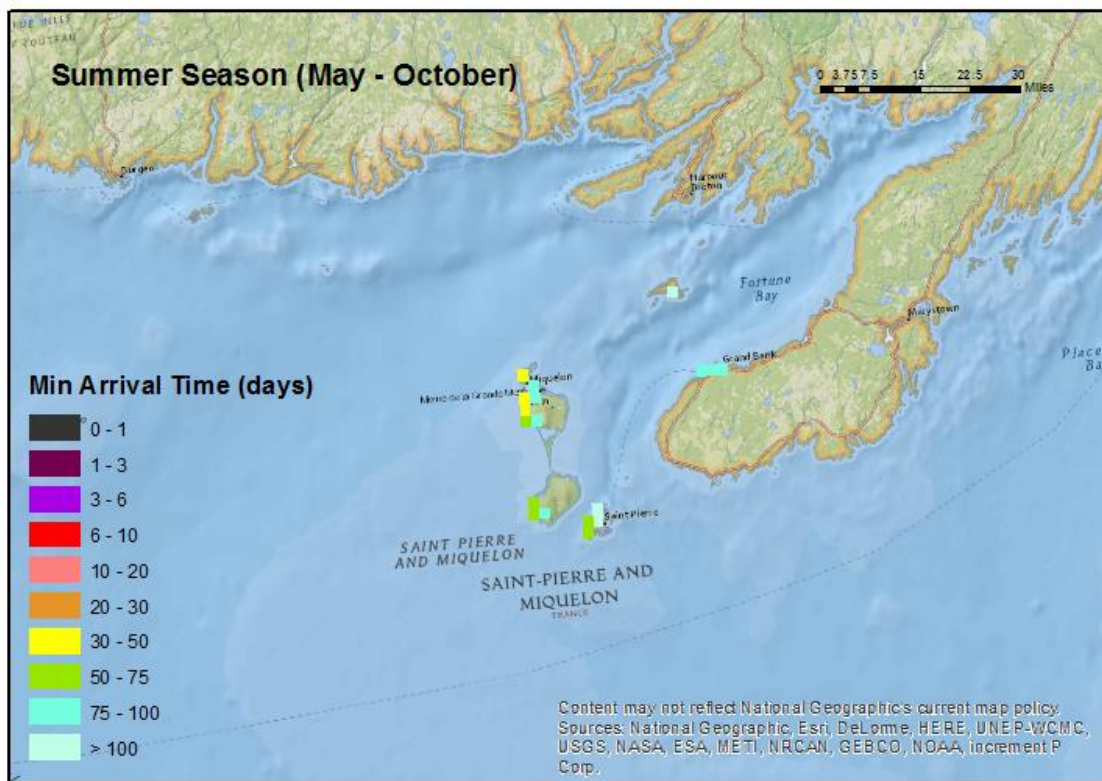 Summer Season (May - October)
0 3.75 7.5 15 22.5 30
Miles
Burgeo
Harbour
Breton
Fortune
Bay
Marystown
Grand Bank
Miquelon
Min Arrival Time (days)
0 - 1
1 - 3
3 - 6
6 - 10
10 - 20
20 - 30
30 - 50
50 - 75
75 - 100
> 100
Saint Pierre
SAINT PIERRE
AND MIQUELON
SAINT-PIERRE AND
MIQUELON
FRANCE
Content may not reflect National Geographic's current map policy.
Sources: National Geographic, Esri, DeLorme, HERE, UNEP-WCMC,
USGS, NASA, ESA, METI, NRCAN, GEBCO, NOAA, increment P
Corp.